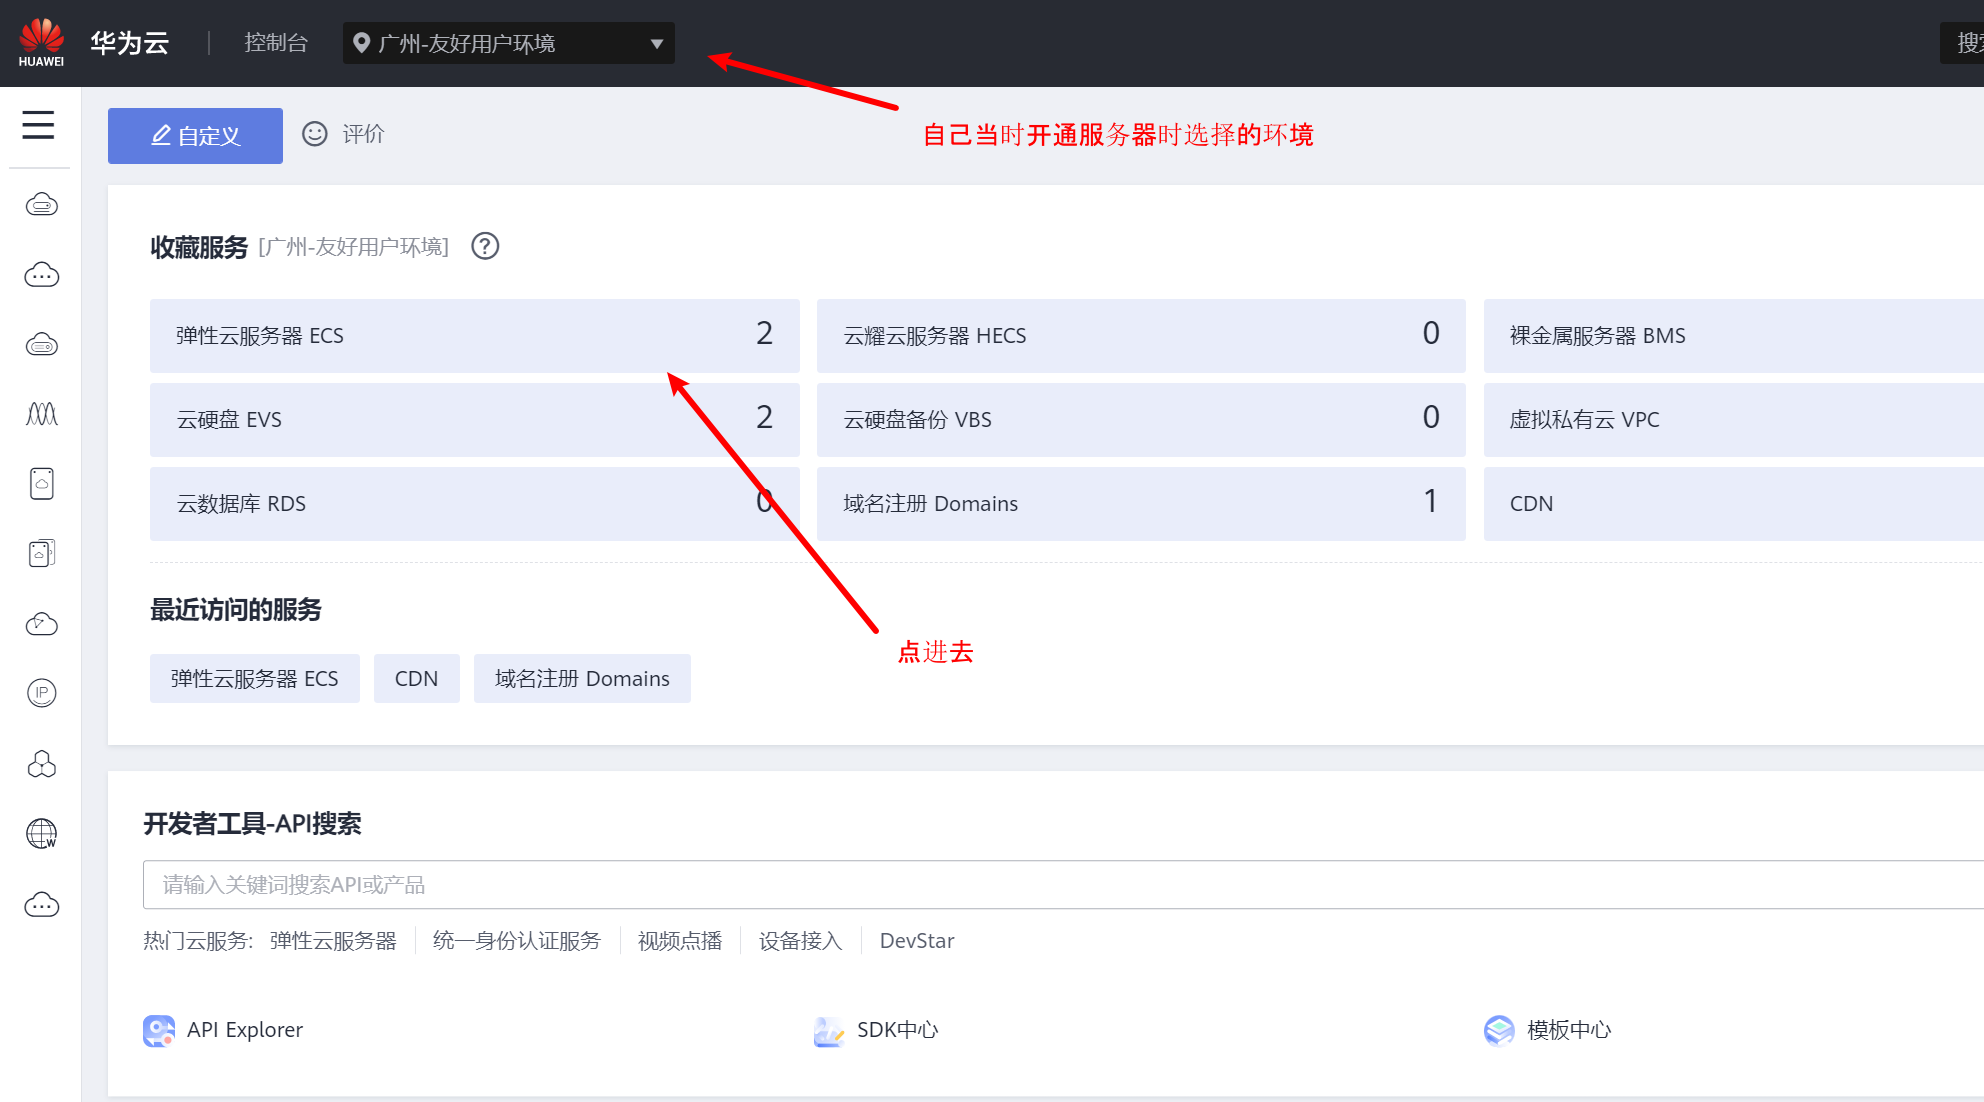 HUAWEI
华为云
控制台
广州-友好用户环境
自定义
评价
自己当时开通服务器时选择的环境
收藏服务 [广州-友好用户环境]
弹性云服务器 ECS 2
云耀云服务器 HECS 0
裸金属服务器 BMS
云硬盘 EVS 2
云硬盘备份 VBS 0
虚拟私有云 VPC
云数据库 RDS 0
域名注册 Domains 1
CDN
最近访问的服务
点进去
弹性云服务器 ECS
CDN
域名注册 Domains
开发者工具-API搜索
请输入关键词搜索API或产品
热门云服务: 弹性云服务器 统一身份认证服务 视频点播 设备接入 DevStar
API Explorer
SDK中心
模板中心
IP
W